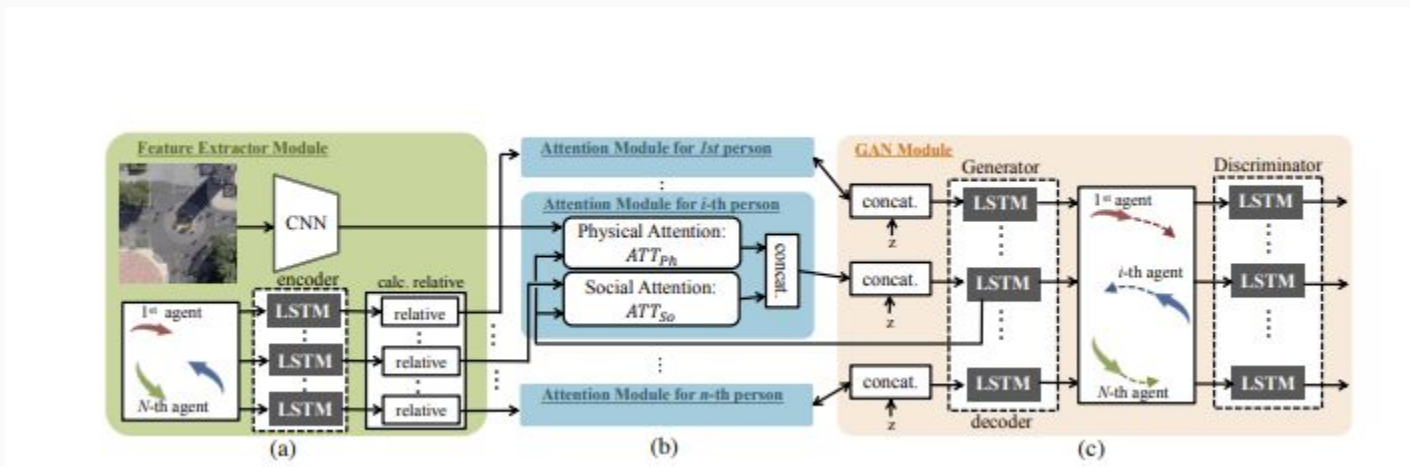 Feature Extractor Module
CNN
encoder
LSTM
LSTM
LSTM
calc. relative
relative
relative
relative
1st agent
N-th agent
(a)
Attention Module for 1st person
Attention Module for i-th person
Physical Attention:
ATT_Ph
Social Attention:
ATT_So
concat.
Attention Module for n-th person
(b)
GAN Module
concat.
z
concat.
z
concat.
z
Generator
LSTM
LSTM
LSTM
decoder
1st agent
i-th agent
N-th agent
Discriminator
LSTM
LSTM
LSTM
(c)